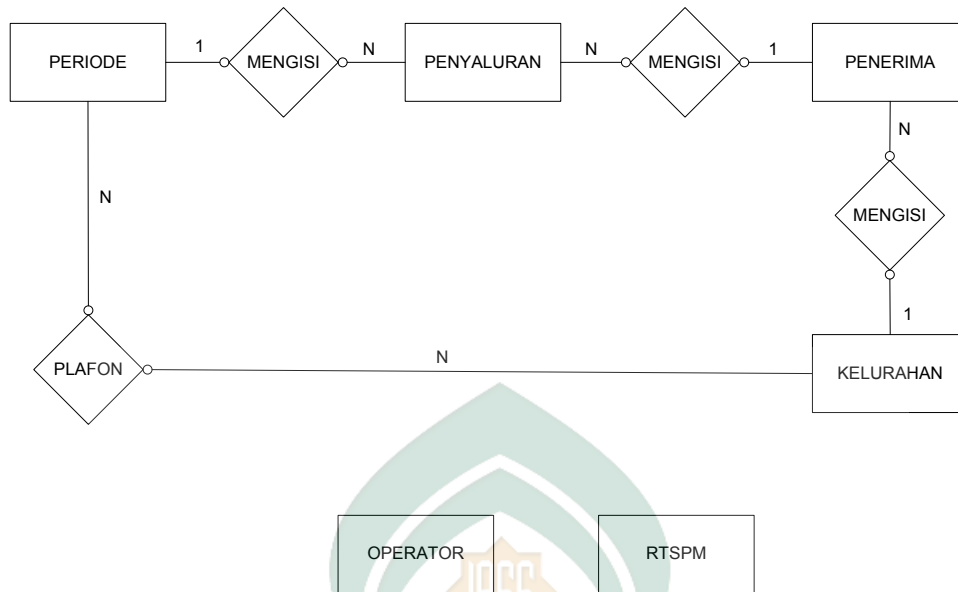 PERIODE
1
MENGISI
N
PENYALURAN
N
MENGISI
1
PENERIMA
N
MENGISI
1
N
PLAFON
N
KELURAHAN
OPERATOR
RTSPM